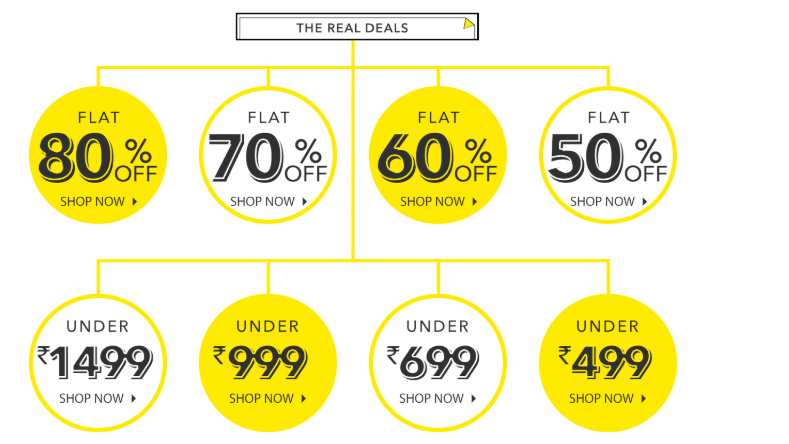 THE REAL DEALS
FLAT
80% OFF
SHOP NOW
FLAT
70% OFF
SHOP NOW
FLAT
60% OFF
SHOP NOW
FLAT
50% OFF
SHOP NOW
UNDER
₹1499
SHOP NOW
UNDER
₹999
SHOP NOW
UNDER
₹699
SHOP NOW
UNDER
₹499
SHOP NOW